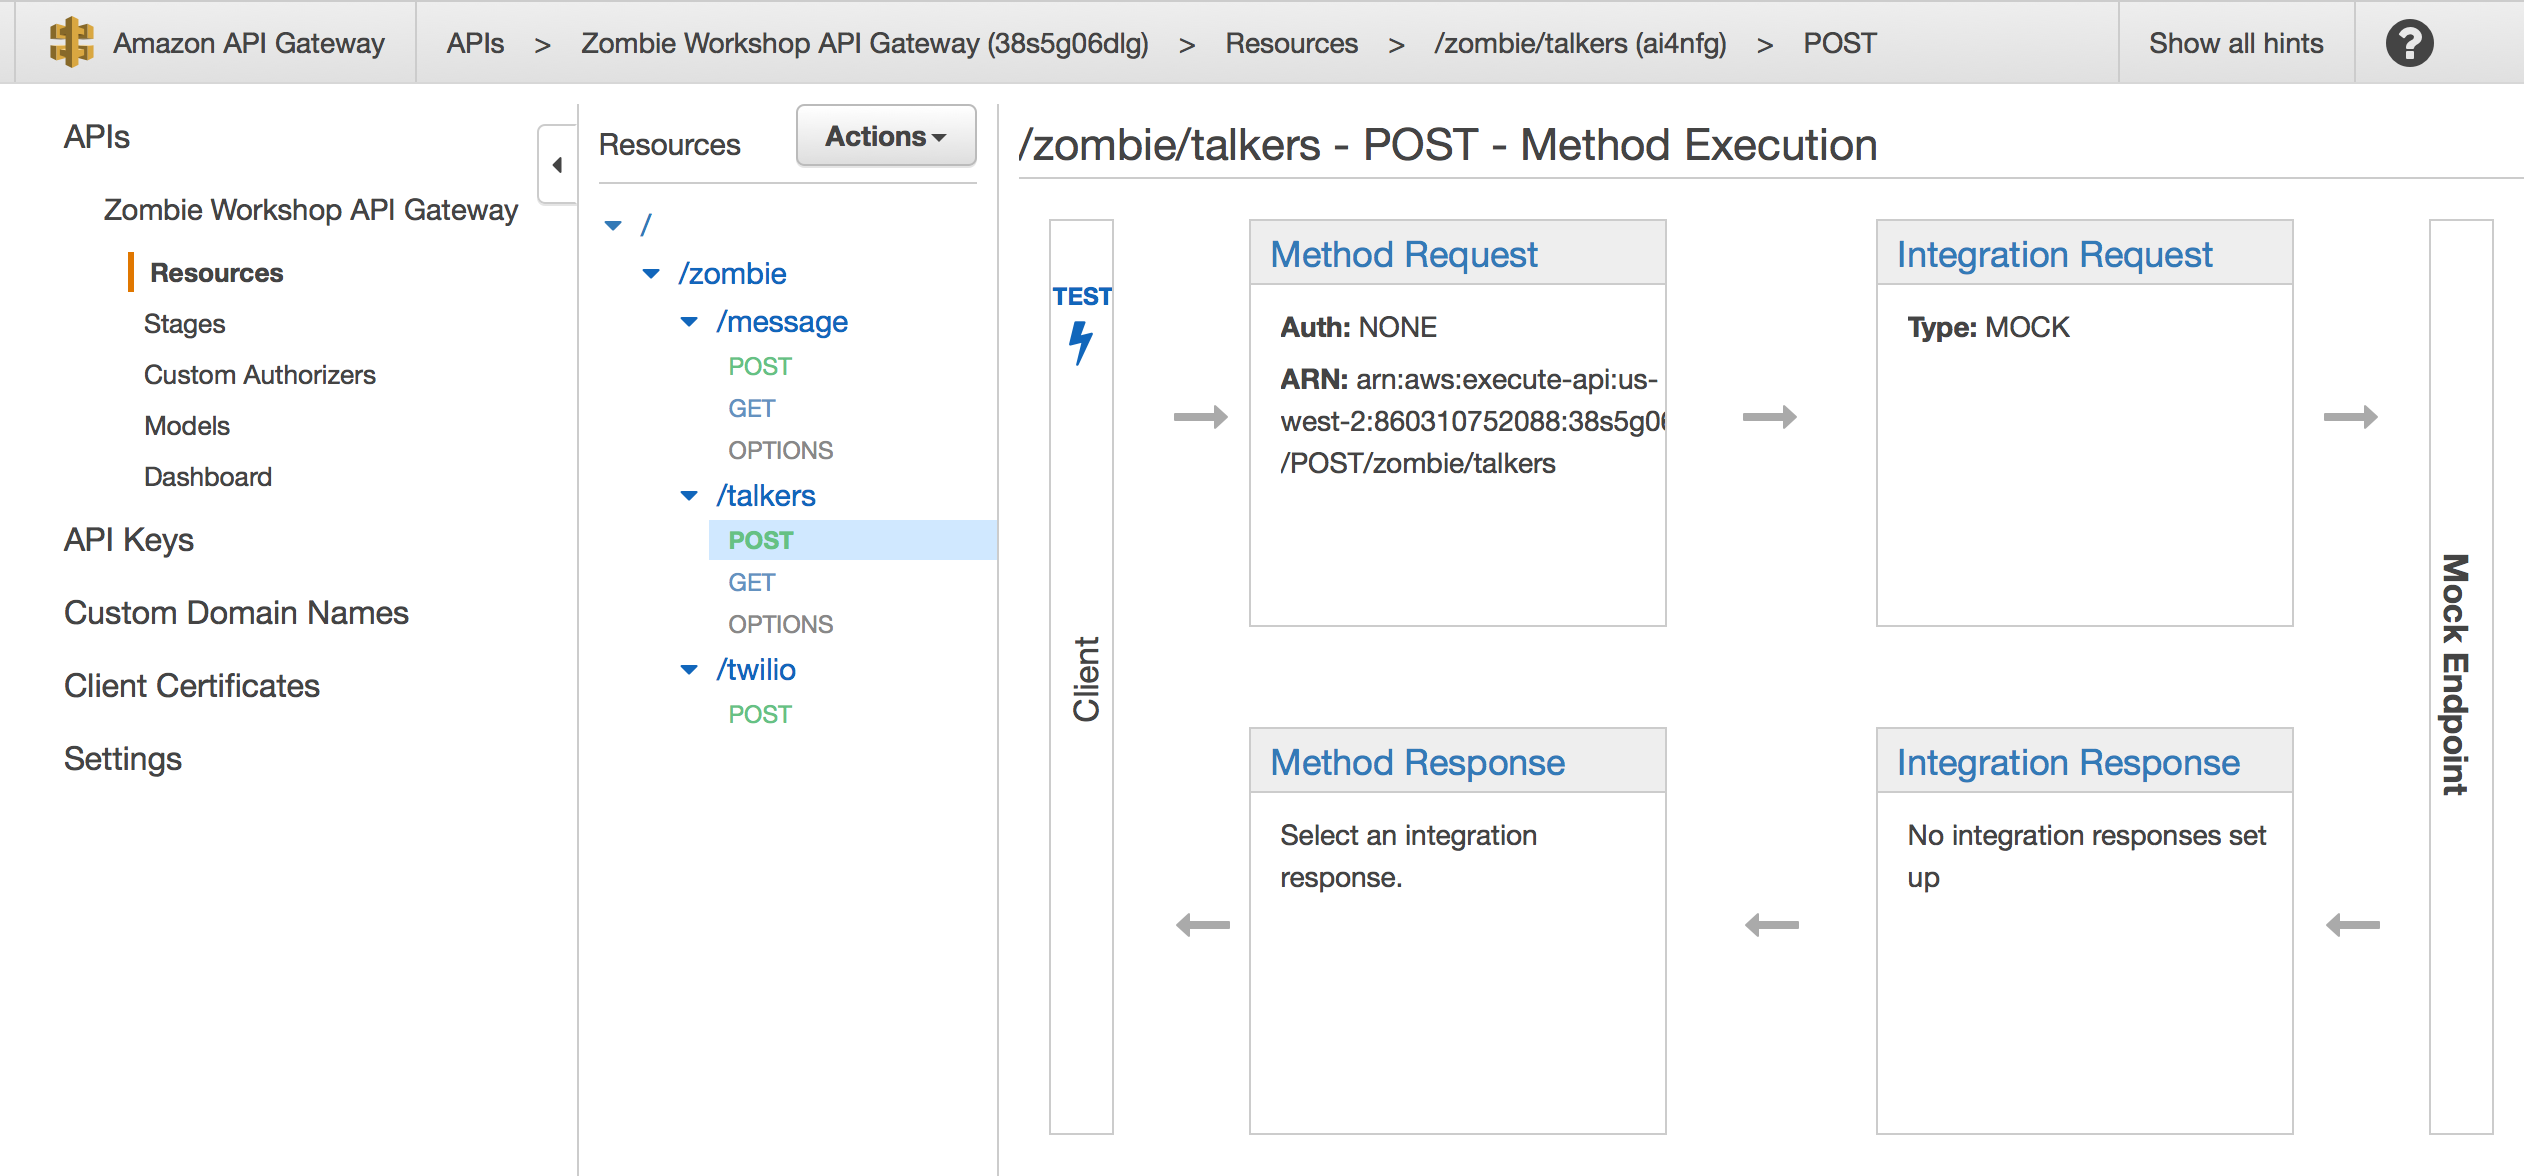 Amazon API Gateway
APIs > Zombie Workshop API Gateway (38s5g06dlg) > Resources > /zombie/talkers (ai4nfg) > POST
Show all hints
?
APIs
Zombie Workshop API Gateway
Resources
Stages
Custom Authorizers
Models
Dashboard
API Keys
Custom Domain Names
Client Certificates
Settings
Resources
Actions
/
/zombie
/message
POST
GET
OPTIONS
/talkers
POST
GET
OPTIONS
/twilio
POST
/zombie/talkers - POST - Method Execution
TEST
Client
Method Request
Auth: NONE
ARN: arn:aws:execute-api:us-
west-2:860310752088:38s5g06
/POST/zombie/talkers
Integration Request
Type: MOCK
Mock Endpoint
Method Response
Select an integration
response.
Integration Response
No integration responses set
up